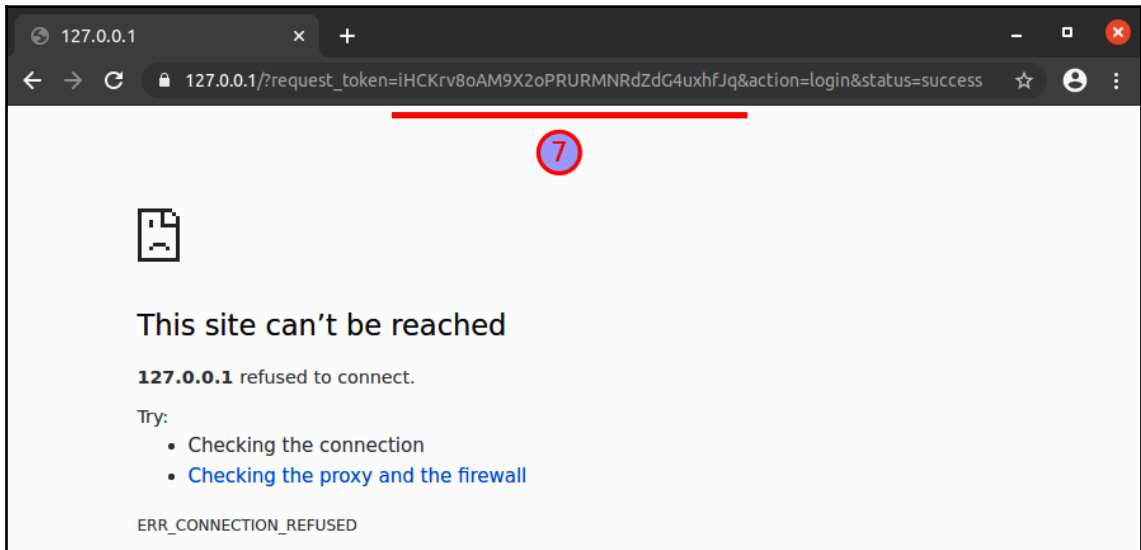 127.0.0.1
127.0.0.1/?request_token=iHCKrv8oAM9X2oPRURMNRdZdG4uxhfJq&action=login&status=success
7
This site can’t be reached
127.0.0.1 refused to connect.
Try:
• Checking the connection
• Checking the proxy and the firewall
ERR_CONNECTION_REFUSED